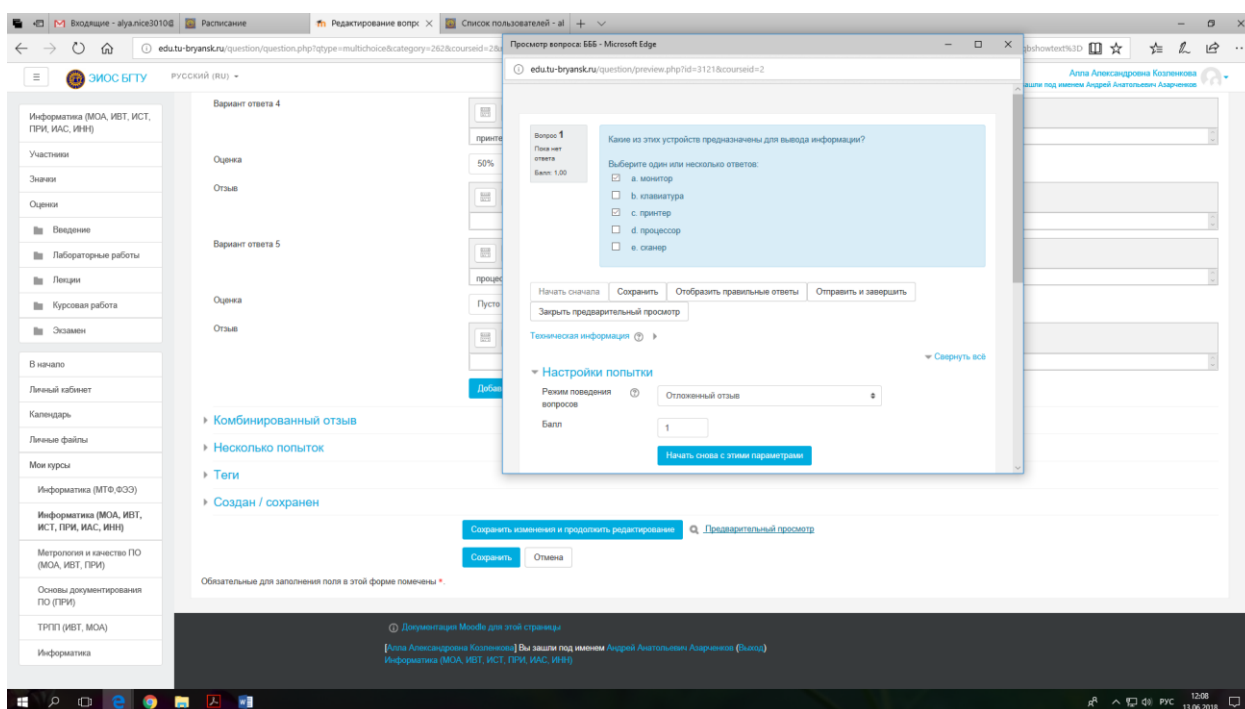 Входящие - alya.nice3010@
Расписание
Редактирование вопрс
Список пользователей - al
edu.tu-bryansk.ru/question/question.php?qtype=multichoice&category=262&courseid=2&
bshowtext%3D
ЭИОС БГТУ
РУССКИЙ (RU)
Алла Александровна Козленкова
ашли под именем Андрей Анатольевич Азарченков
Информатика (МОА, ИВТ, ИСТ,
ПРИ, ИАС, ИНН)
Участники
Значки
Оценки
Введение
Лабораторные работы
Лекции
Курсовая работа
Экзамен
В начало
Личный кабинет
Календарь
Личные файлы
Мои курсы
Информатика (МТФ,ФЭЭ)
Информатика (МОА, ИВТ,
ИСТ, ПРИ, ИАС, ИНН)
Метрология и качество ПО
(МОА, ИВТ, ПРИ)
Основы документирования
ПО (ПРИ)
ТРПП (ИВТ, МОА)
Информатика
Вариант ответа 4
принте
Оценка
50%
Отзыв
Вариант ответа 5
процес
Оценка
Пусто
Отзыв
Добав
Комбинированный отзыв
Несколько попыток
Теги
Создан / сохранен
Сохранить изменения и продолжить редактирование
Предварительный просмотр
Сохранить
Отмена
Обязательные для заполнения поля в этой форме помечены *.
Просмотр вопроса: БББ - Microsoft Edge
edu.tu-bryansk.ru/question/preview.php?id=3121&courseid=2
Вопрос 1
Пока нет
ответа
Балл: 1,00
Какие из этих устройств предназначены для вывода информации?
Выберите один или несколько ответов:
a. монитор
b. клавиатура
c. принтер
d. процессор
e. сканер
Начать сначала
Сохранить
Отобразить правильные ответы
Отправить и завершить
Закрыть предварительный просмотр
Техническая информация
Свернуть всё
Настройки попытки
Режим поведения
вопросов
Отложенный отзыв
Балл
1
Начать снова с этими параметрами
Документация Moodle для этой страницы
[Алла Александровна Козленкова] Вы зашли под именем Андрей Анатольевич Азарченков (Выход)
Информатика (МОА, ИВТ, ИСТ, ПРИ, ИАС, ИНН)
РУС
12:08
13.06.2018